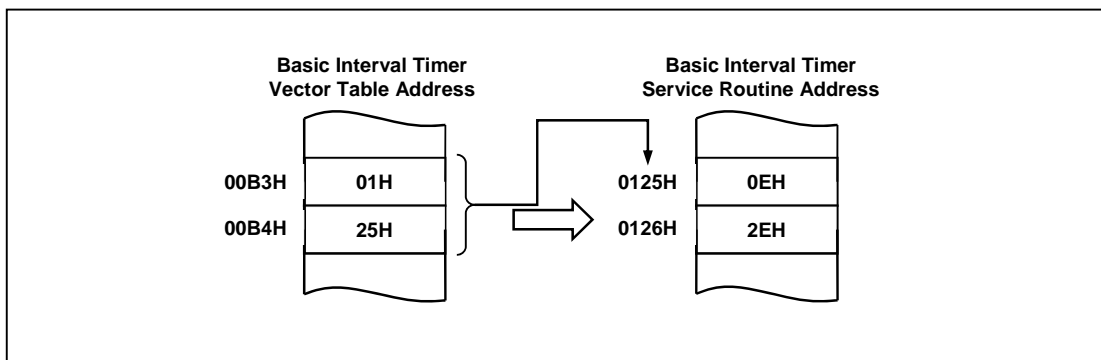 Basic Interval Timer
Vector Table Address
Basic Interval Timer
Service Routine Address
00B3H 01H 0125H 0EH
00B4H 25H 0126H 2EH